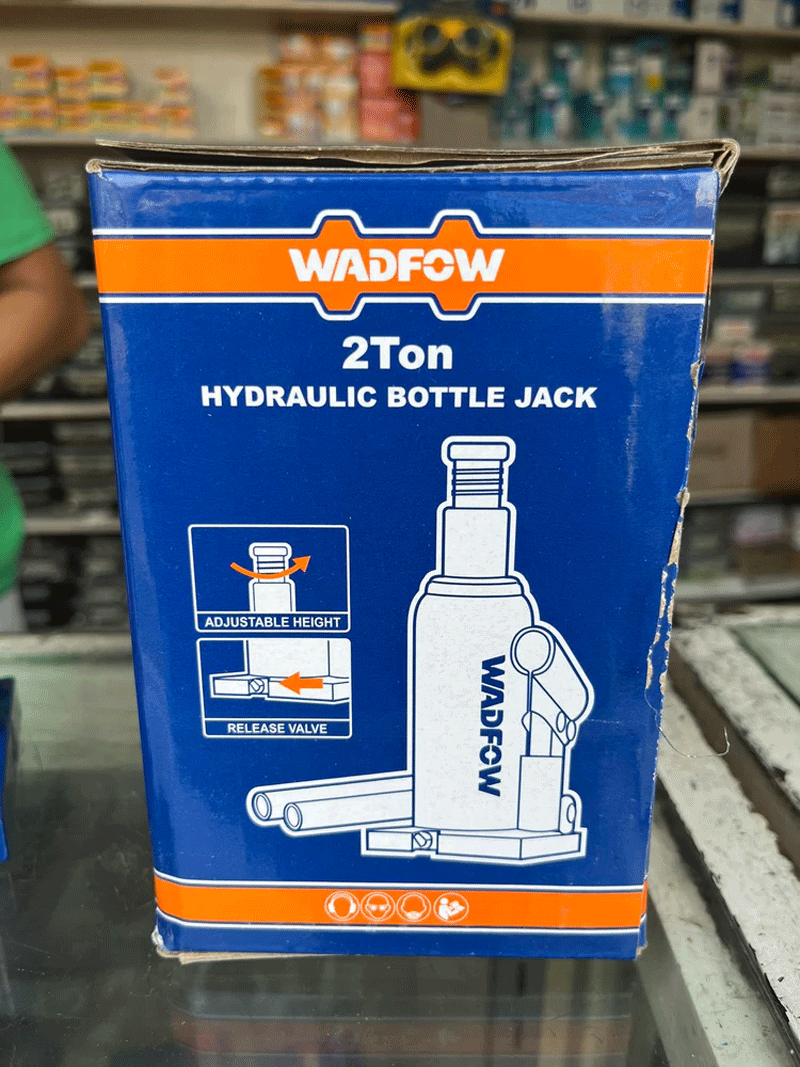 WADFOW
2Ton
HYDRAULIC BOTTLE JACK
ADJUSTABLE HEIGHT
RELEASE VALVE
WADFOW